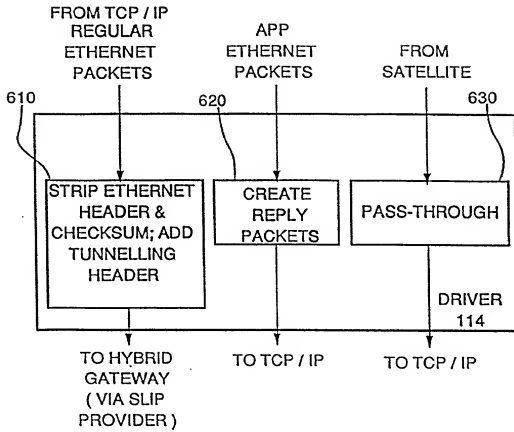 FROM TCP / IP
REGULAR
ETHERNET
PACKETS
APP
ETHERNET
PACKETS
FROM
SATELLITE
610
620
630
STRIP ETHERNET
HEADER &
CHECKSUM; ADD
TUNNELLING
HEADER
CREATE
REPLY
PACKETS
PASS-THROUGH
DRIVER
114
TO HYBRID
GATEWAY
( VIA SLIP
PROVIDER )
TO TCP / IP
TO TCP / IP